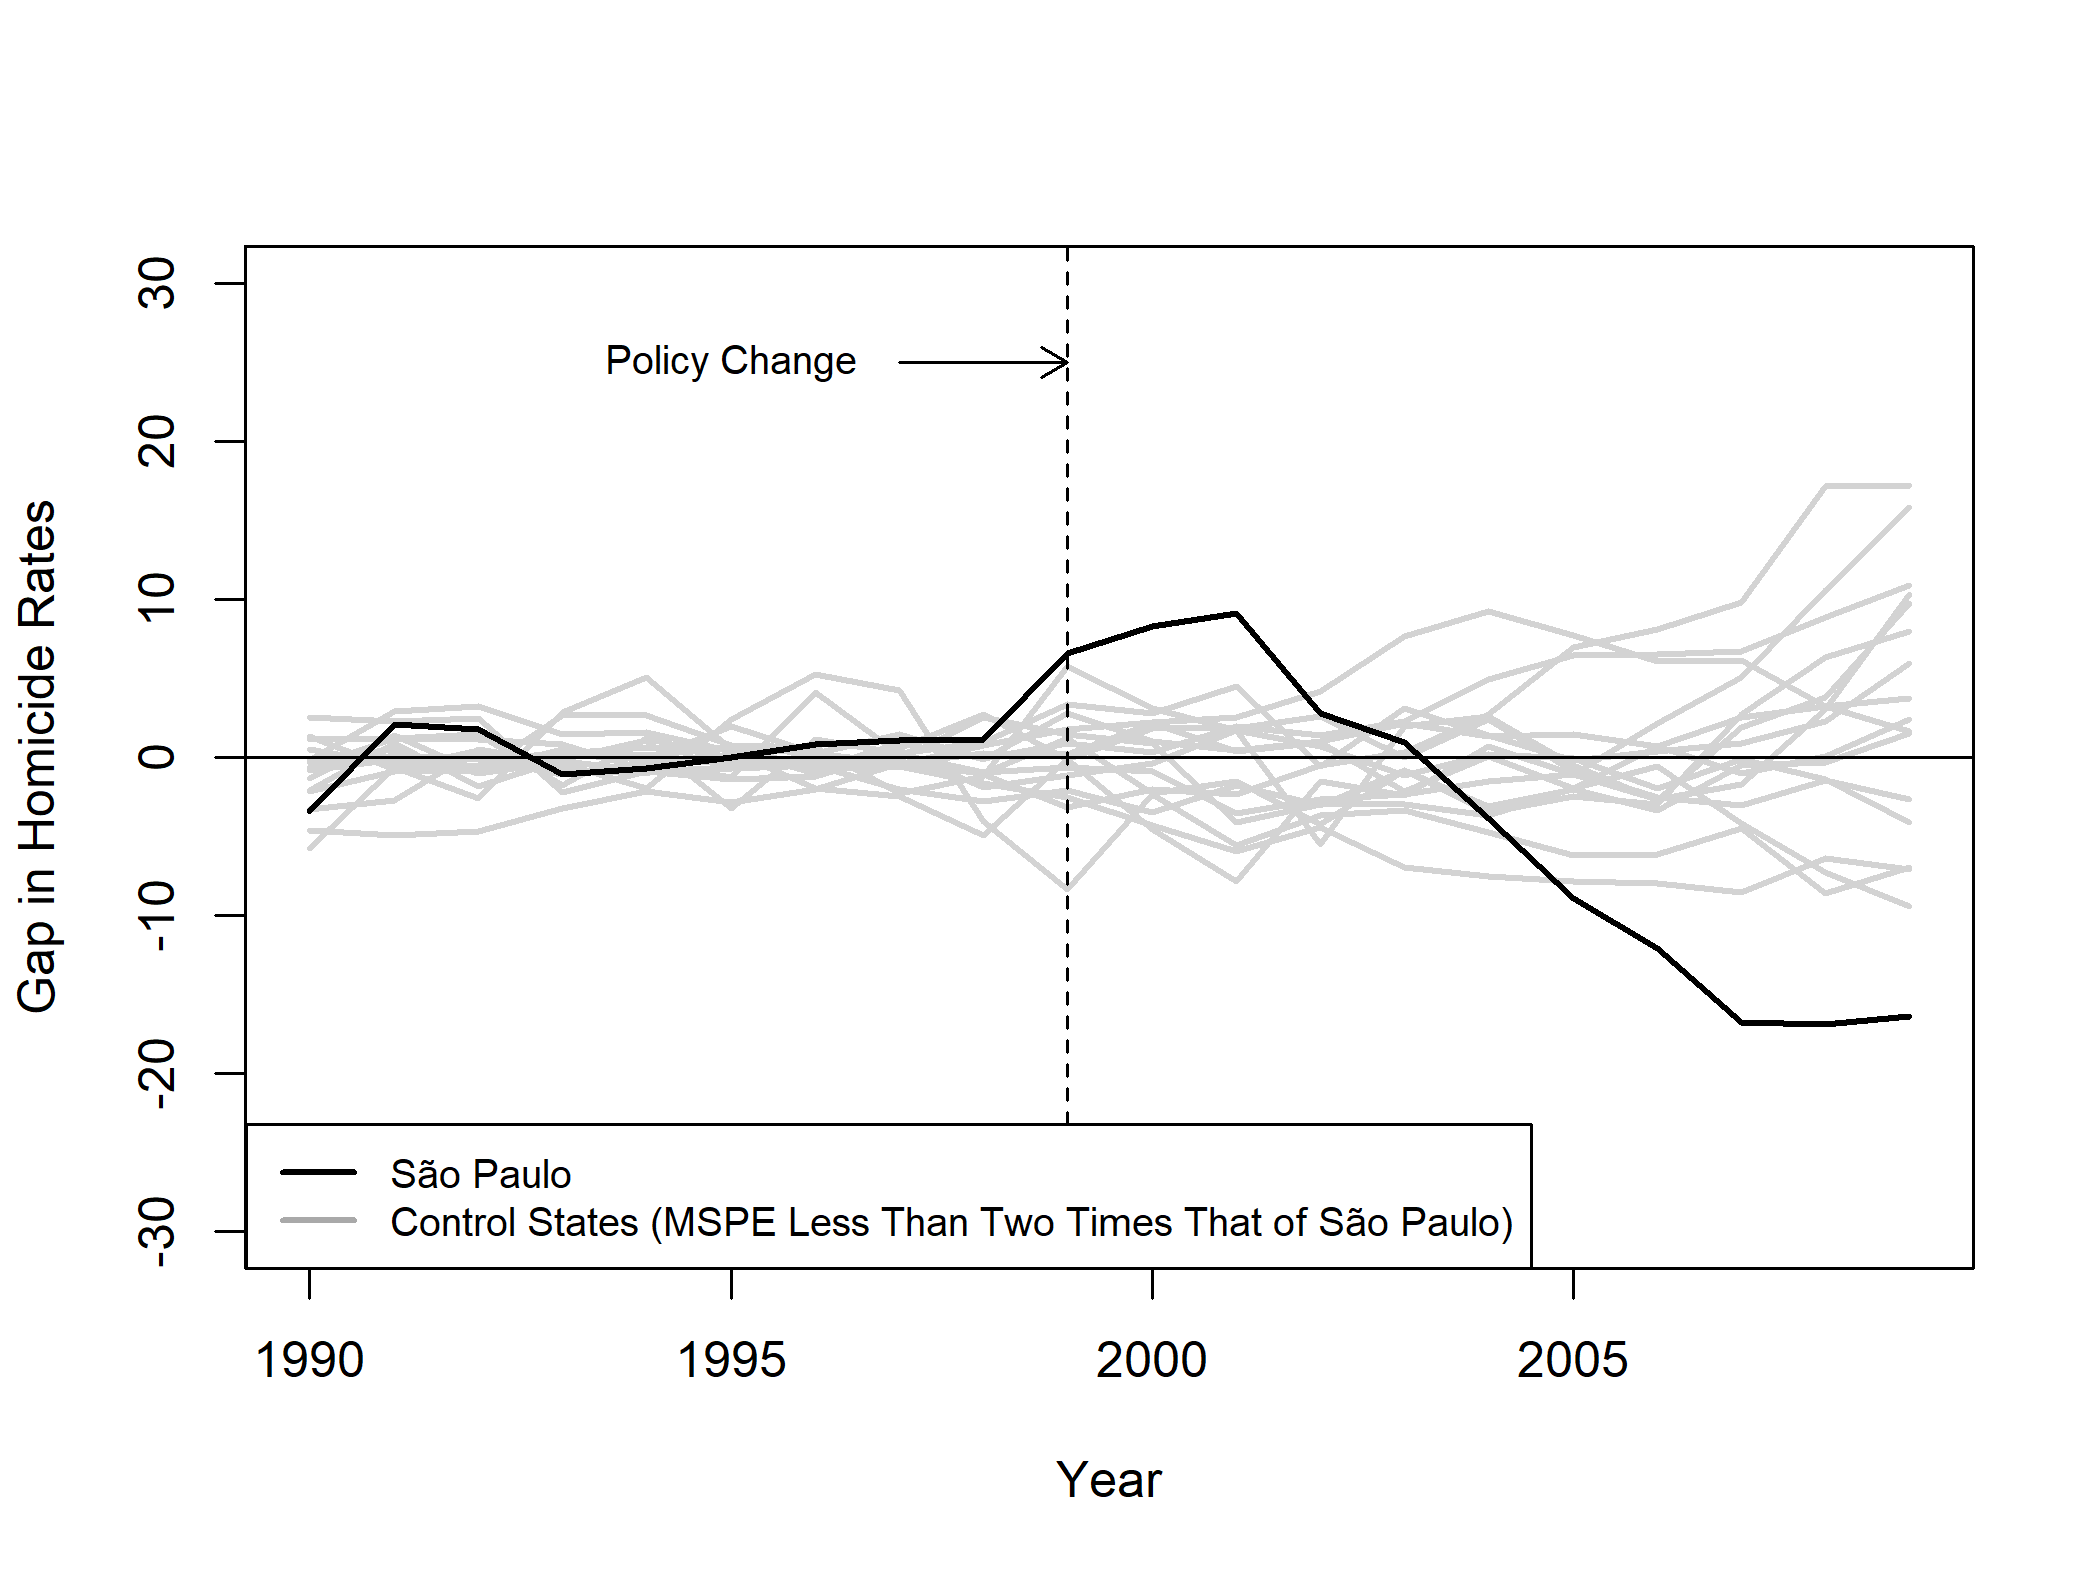 30
20
10
0
-10
-20
-30
Gap in Homicide Rates
Policy Change
São Paulo
Control States (MSPE Less Than Two Times That of São Paulo)
1990 1995 2000 2005
Year